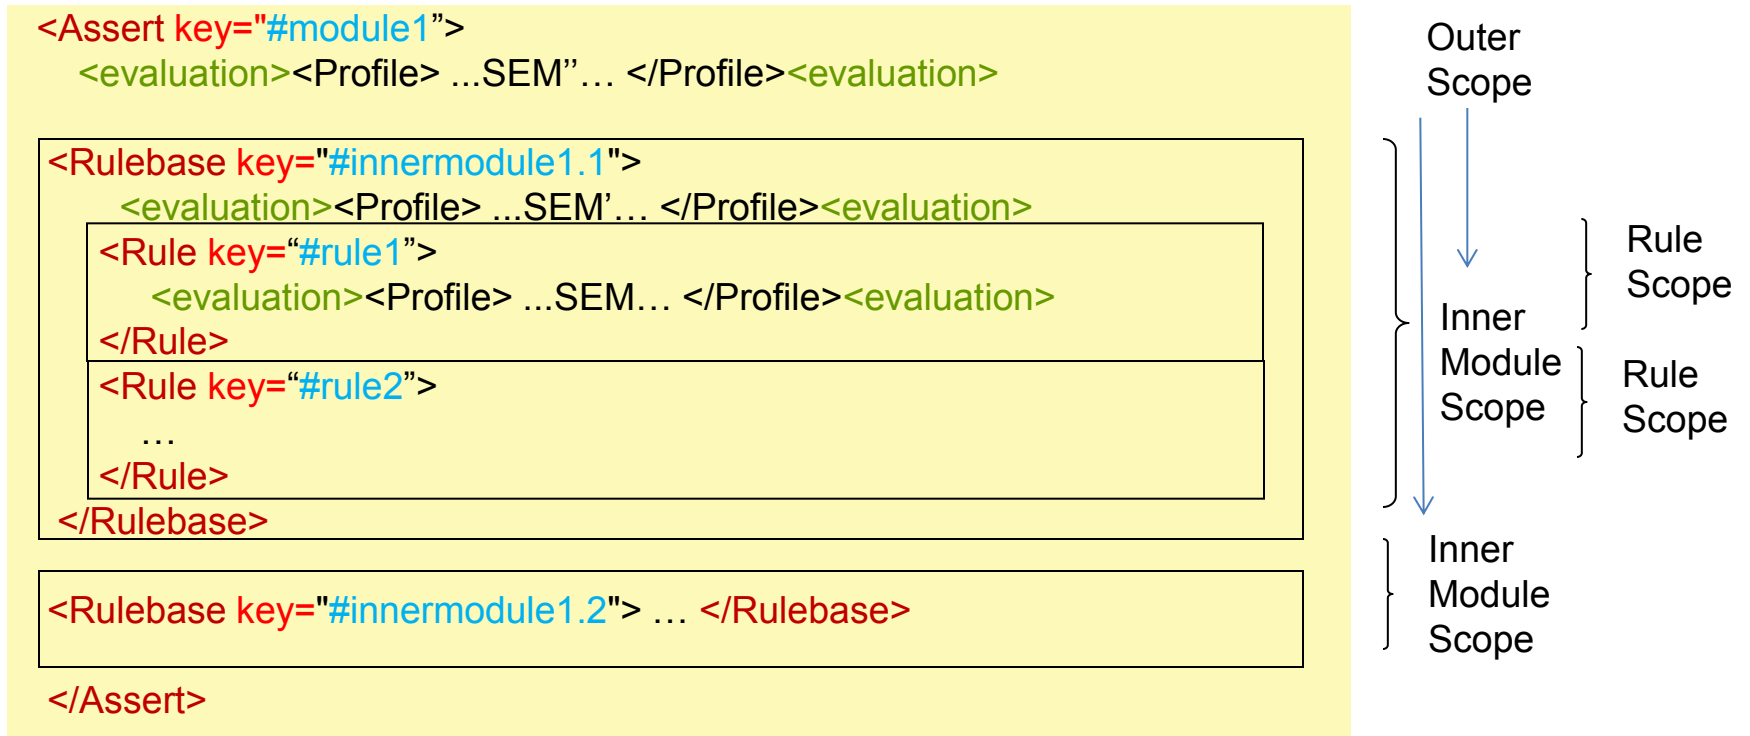 <Assert key="#module1”>
<evaluation><Profile> ...SEM’’… </Profile><evaluation>
<Rulebase key="#innermodule1.1">
<evaluation><Profile> ...SEM’… </Profile><evaluation>
<Rule key=“#rule1”>
<evaluation><Profile> ...SEM… </Profile><evaluation>
</Rule>
<Rule key=“#rule2”>
…
</Rule>
</Rulebase>
<Rulebase key="#innermodule1.2"> … </Rulebase>
</Assert>
Outer
Scope
Rule
Scope
Inner
Module
Scope
Rule
Scope
Inner
Module
Scope